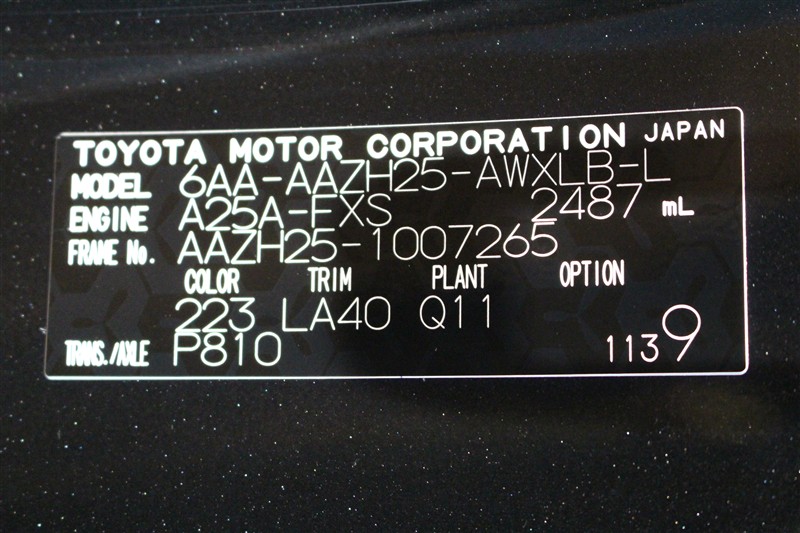 TOYOTA MOTOR CORPORATION JAPAN
MODEL 6AA-AAZH25-AWXLB-L
ENGINE A25A-FXS 2487 mL
FRAME No. AAZH25-1007265
COLOR TRIM PLANT OPTION
223 LA40 Q11
TRANS./AXLE P810 1139